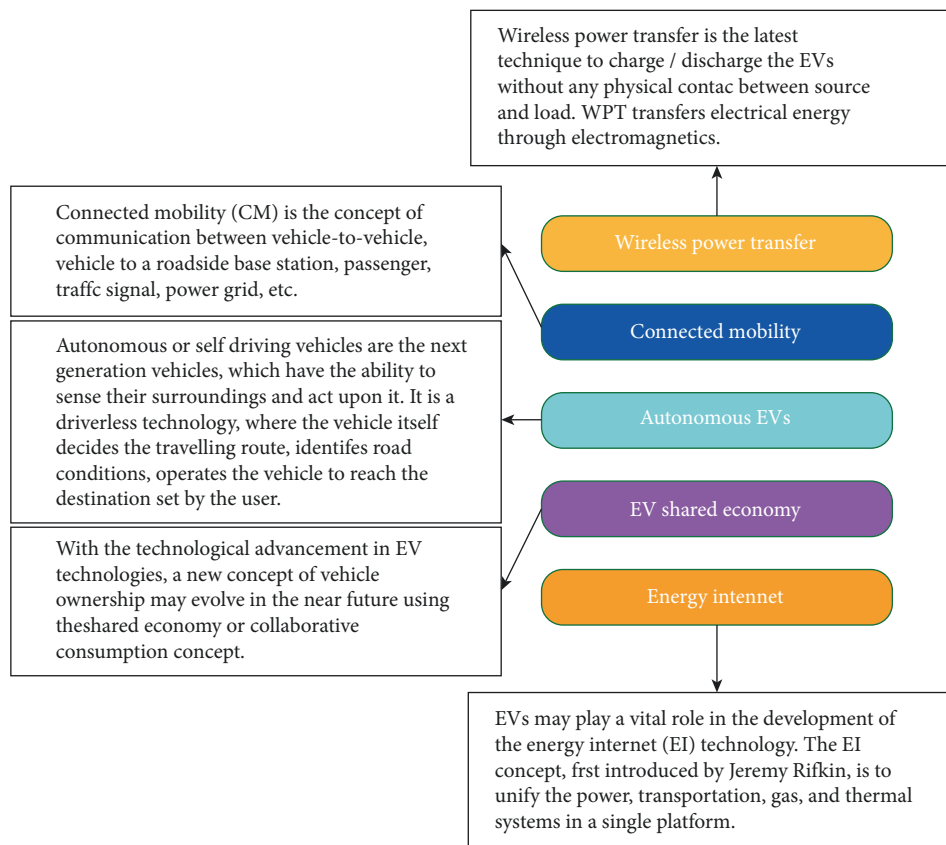 Wireless power transfer is the latest
technique to charge / discharge the EVs
without any physical contac between source
and load. WPT transfers electrical energy
through electromagnetics.
Connected mobility (CM) is the concept of
communication between vehicle-to-vehicle,
vehicle to a roadside base station, passenger,
traffc signal, power grid, etc.
Autonomous or self driving vehicles are the next
generation vehicles, which have the ability to
sense their surroundings and act upon it. It is a
driverless technology, where the vehicle itself
decides the travelling route, identifes road
conditions, operates the vehicle to reach the
destination set by the user.
With the technological advancement in EV
technologies, a new concept of vehicle
ownership may evolve in the near future using
theshared economy or collaborative
consumption concept.
Wireless power transfer
Connected mobility
Autonomous EVs
EV shared economy
Energy internet
EVs may play a vital role in the development of
the energy internet (EI) technology. The EI
concept, frst introduced by Jeremy Rifkin, is to
unify the power, transportation, gas, and thermal
systems in a single platform.